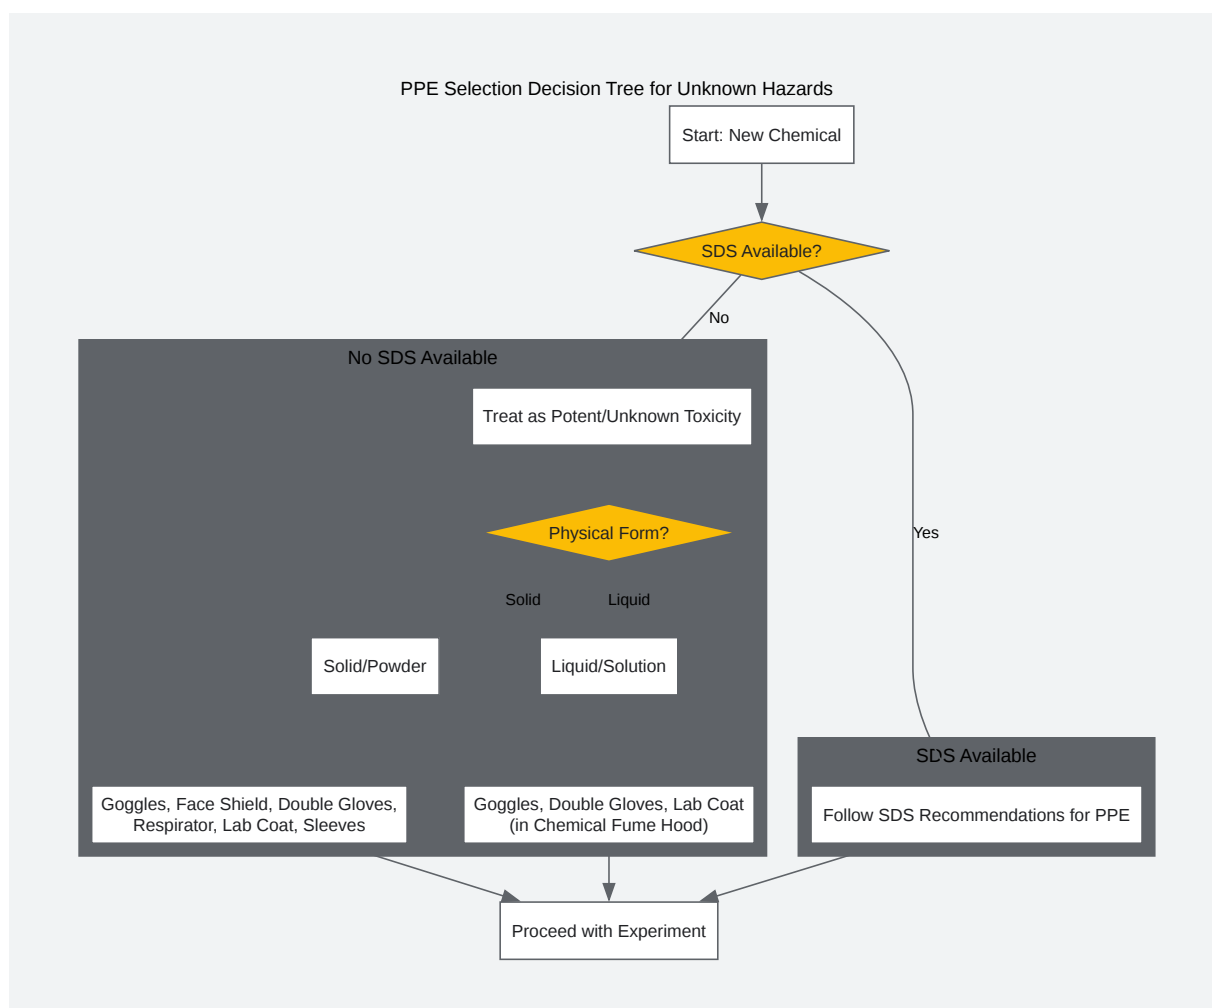 PPE Selection Decision Tree for Unknown Hazards
Start: New Chemical
SDS Available?
No
No SDS Available
Treat as Potent/Unknown Toxicity
Physical Form?
Yes
Solid
Liquid
Solid/Powder
Liquid/Solution
SDS Available
Goggles, Face Shield, Double Gloves,
Respirator, Lab Coat, Sleeves
Goggles, Double Gloves, Lab Coat
(in Chemical Fume Hood)
Follow SDS Recommendations for PPE
Proceed with Experiment